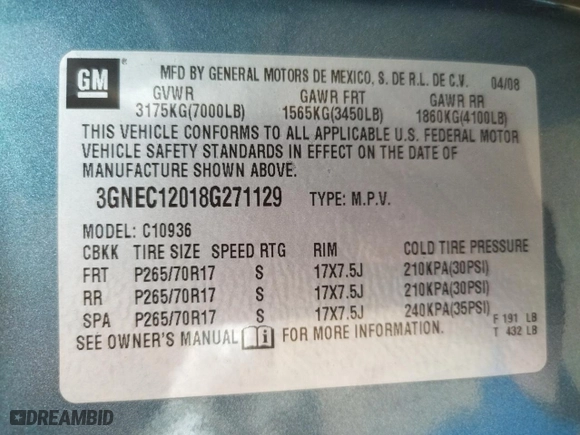 GM
MFD BY GENERAL MOTORS DE MEXICO, S. DE R.L. DE C.V. 04/08
GVWR GAWR FRT GAWR RR
3175KG(7000LB) 1565KG(3450LB) 1860KG(4100LB)
THIS VEHICLE CONFORMS TO ALL APPLICABLE U.S. FEDERAL MOTOR
VEHICLE SAFETY STANDARDS IN EFFECT ON THE DATE OF
MANUFACTURE SHOWN ABOVE.
3GNEC12018G271129 TYPE: M.P.V.
MODEL: C10936
CBKK TIRE SIZE SPEED RTG RIM COLD TIRE PRESSURE
FRT P265/70R17 S 17X7.5J 210KPA(30PSI)
RR P265/70R17 S 17X7.5J 210KPA(30PSI)
SPA P265/70R17 S 17X7.5J 240KPA(35PSI)
F 191 LB
T 432 LB
SEE OWNER'S MANUAL FOR MORE INFORMATION.
DREAMBID